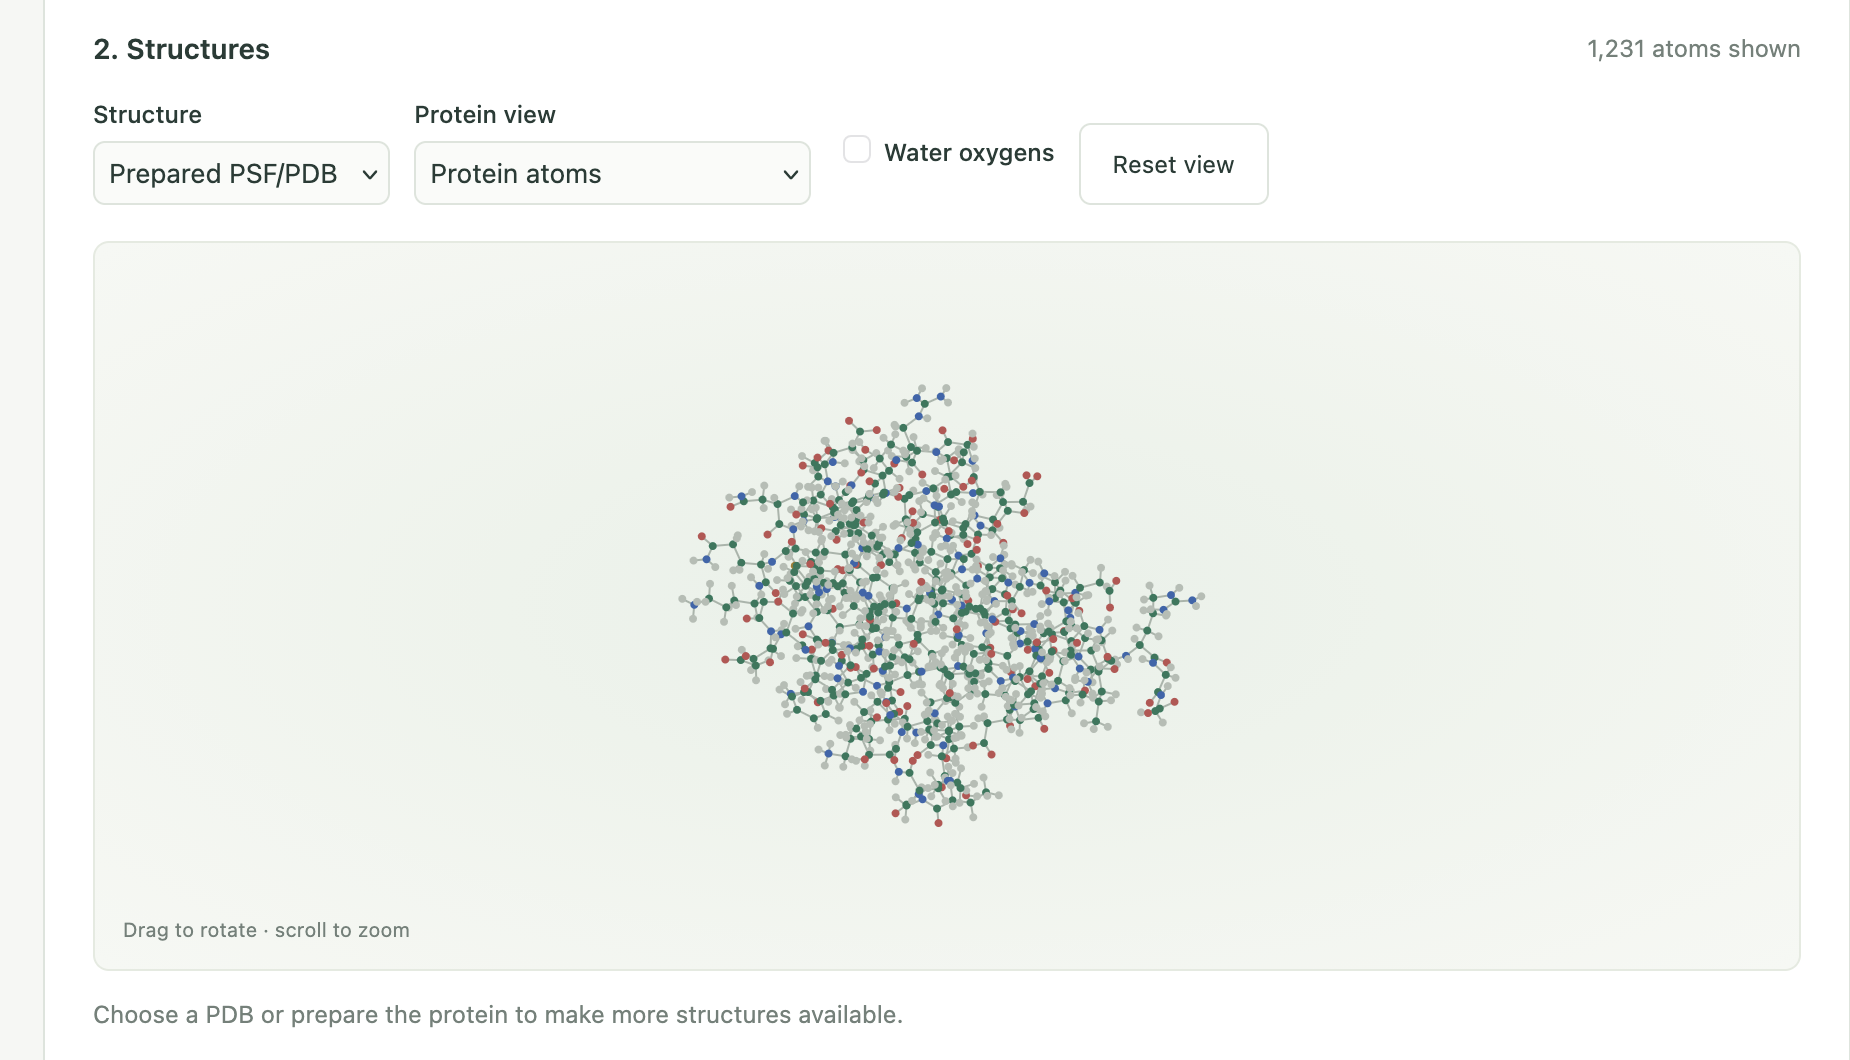 2. Structures
1,231 atoms shown
Structure
Protein view
Prepared PSF/PDB
Protein atoms
Water oxygens
Reset view
Drag to rotate · scroll to zoom
Choose a PDB or prepare the protein to make more structures available.